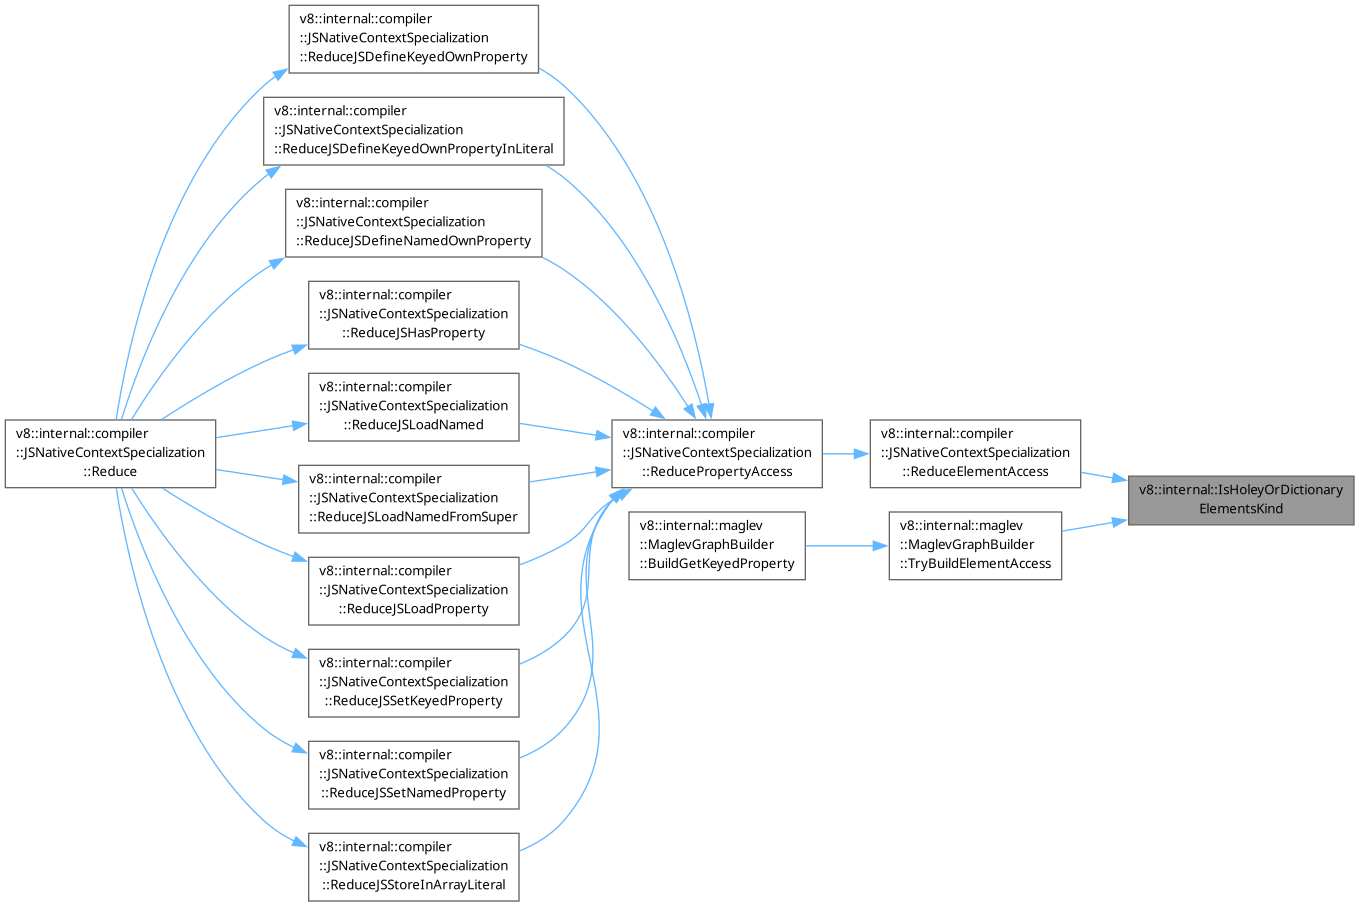 v8::internal::compiler
::JSNativeContextSpecialization
::ReduceJSDefineKeyedOwnProperty
v8::internal::compiler
::JSNativeContextSpecialization
::ReduceJSDefineKeyedOwnPropertyInLiteral
v8::internal::compiler
::JSNativeContextSpecialization
::ReduceJSDefineNamedOwnProperty
v8::internal::compiler
::JSNativeContextSpecialization
::ReduceJSHasProperty
v8::internal::compiler
::JSNativeContextSpecialization
::ReduceJSLoadNamed
v8::internal::compiler
::JSNativeContextSpecialization
::Reduce
v8::internal::compiler
::JSNativeContextSpecialization
::ReducePropertyAccess
v8::internal::compiler
::JSNativeContextSpecialization
::ReduceElementAccess
v8::internal::IsHoleyOrDictionary
ElementsKind
v8::internal::compiler
::JSNativeContextSpecialization
::ReduceJSLoadNamedFromSuper
v8::internal::maglev
::MaglevGraphBuilder
::BuildGetKeyedProperty
v8::internal::maglev
::MaglevGraphBuilder
::TryBuildElementAccess
v8::internal::compiler
::JSNativeContextSpecialization
::ReduceJSLoadProperty
v8::internal::compiler
::JSNativeContextSpecialization
::ReduceJSSetKeyedProperty
v8::internal::compiler
::JSNativeContextSpecialization
::ReduceJSSetNamedProperty
v8::internal::compiler
::JSNativeContextSpecialization
::ReduceJSStoreInArrayLiteral